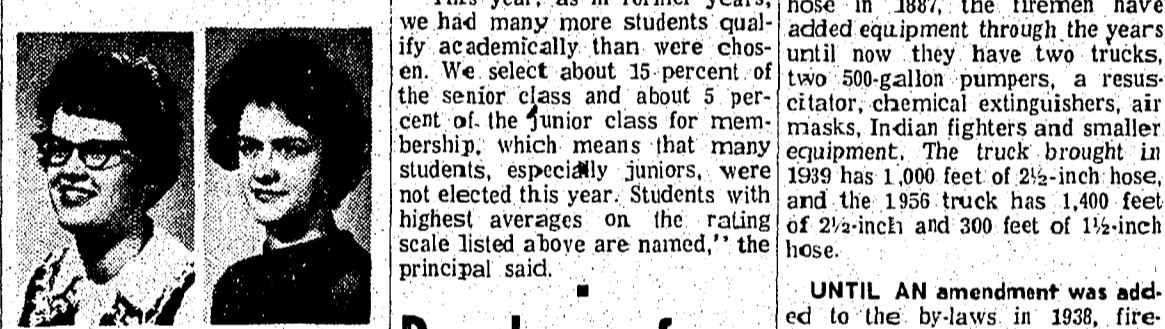 This year, as in former years,
we had many more students qual-
ify academically than were chos-
en. We select about 15 percent of
the senior class and about 5 per-
cent of the junior class for mem-
bership, which means that many
students, especially juniors, were
not elected this year. Students with
highest averages on the rating
scale listed above are named," the
principal said.
hose in 1887, the firemen have
added equipment through the years
until now they have two trucks,
two 500-gallon pumpers, a resus-
citator, chemical extinguishers, air
masks, Indian fighters and smaller
equipment. The truck brought in
1939 has 1,000 feet of 2½-inch hose,
and the 1956 truck has 1,400 feet
of 2½-inch and 300 feet of 1½-inch
hose.
UNTIL AN amendment was add-
ed to the by-laws in 1938, fire-